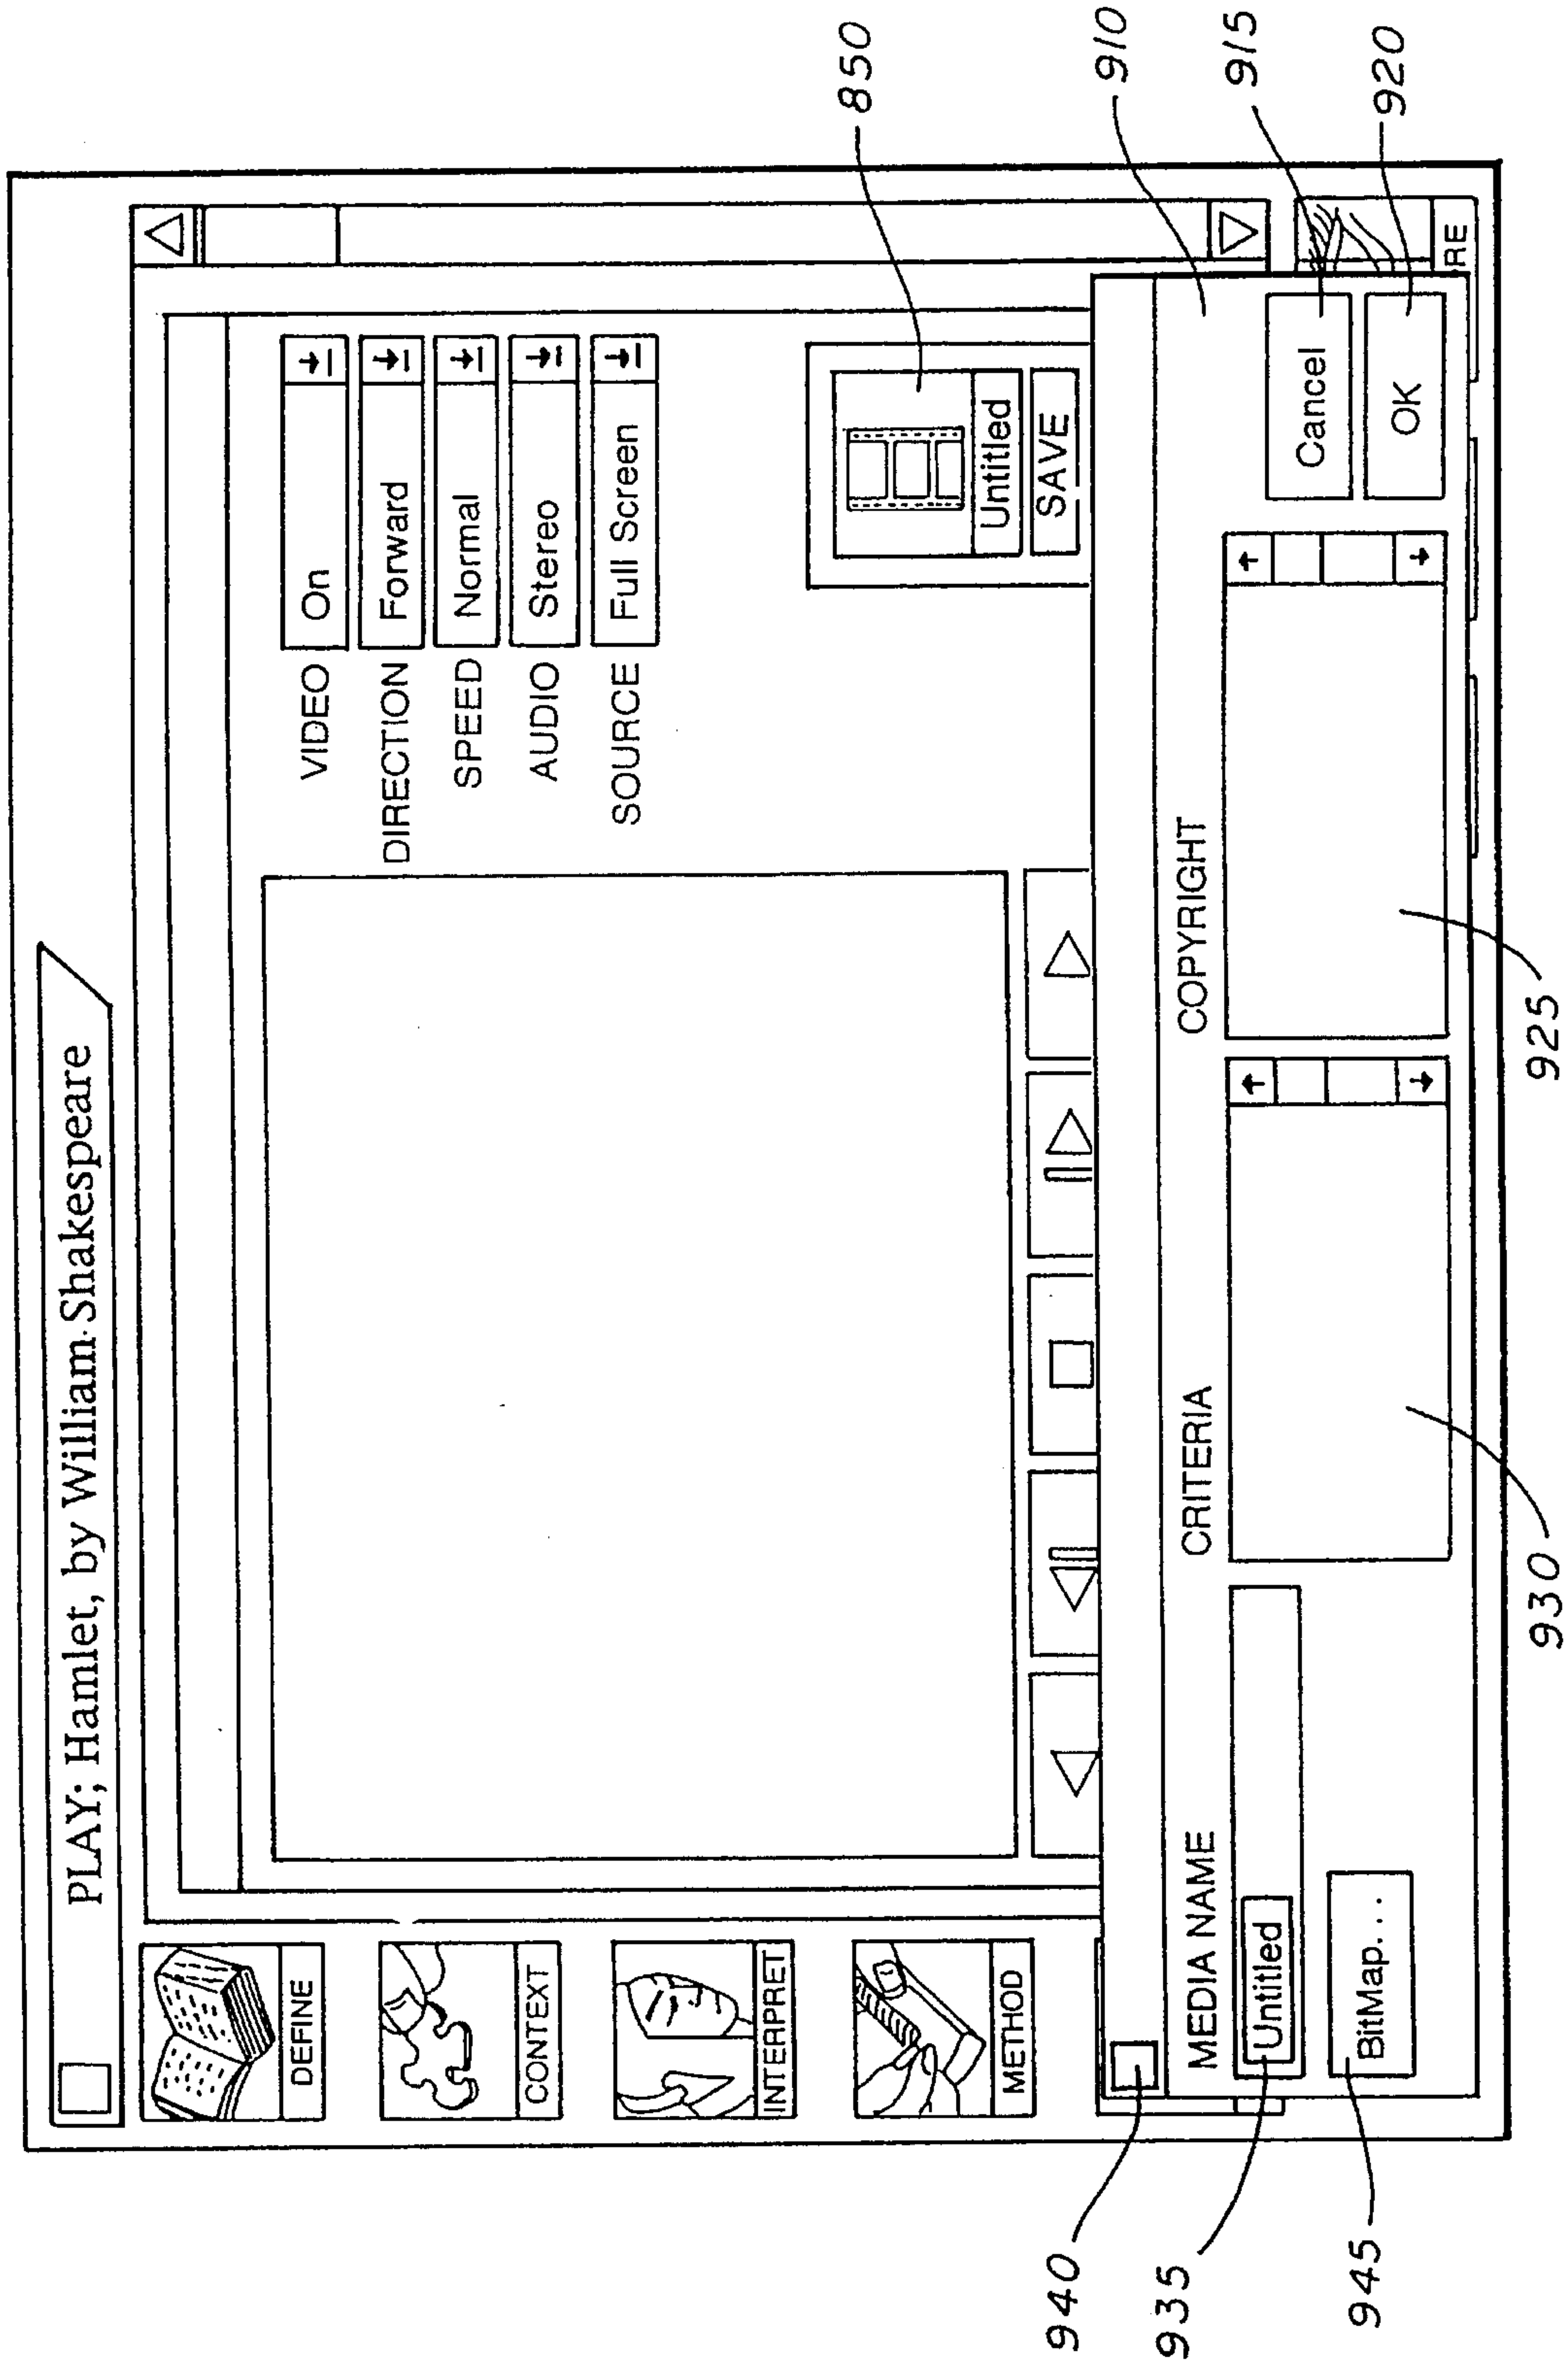 PLAY; Hamlet, by William Shakespeare
DEFINE
CONTEXT
INTERPRET
METHOD
VIDEO On
DIRECTION Forward
SPEED Normal
AUDIO Stereo
SOURCE Full Screen
Untitled
SAVE
850
910
915
920
MEDIA NAME
CRITERIA
COPYRIGHT
Untitled
BitMap...
Cancel
OK
RE
940
935
945
930
925